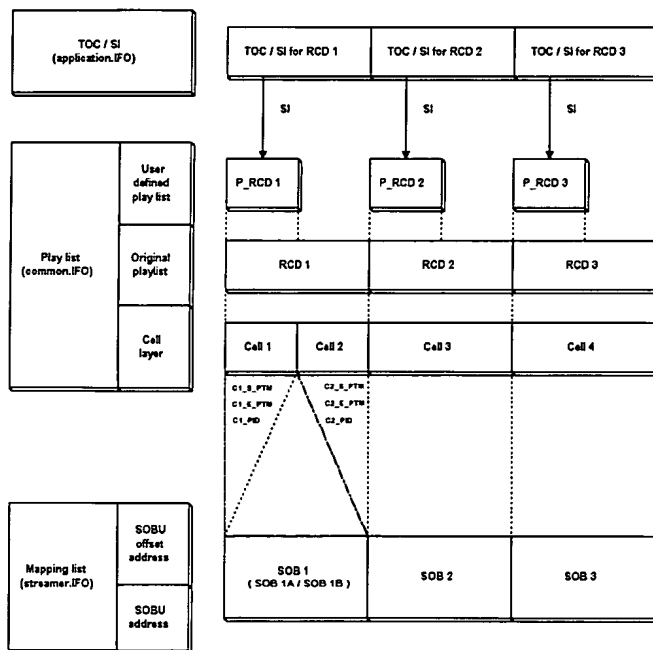 TOC / SI
(application.IFO)
TOC / SI for RCD 1
TOC / SI for RCD 2
TOC / SI for RCD 3
SI
SI
SI
User
defined
play list
P_RCD 1
P_RCD 2
P_RCD 3
Play list
(common.IFO)
Original
playlist
RCD 1
RCD 2
RCD 3
Cell
layer
Cell 1
Cell 2
Cell 3
Cell 4
C1_S_PTM
C1_E_PTM
C1_PID
C2_S_PTM
C2_E_PTM
C2_PID
Mapping list
(streamer.IFO)
SOBU
offset
address
SOBU
address
SOB 1
( SOB 1A / SOB 1B )
SOB 2
SOB 3